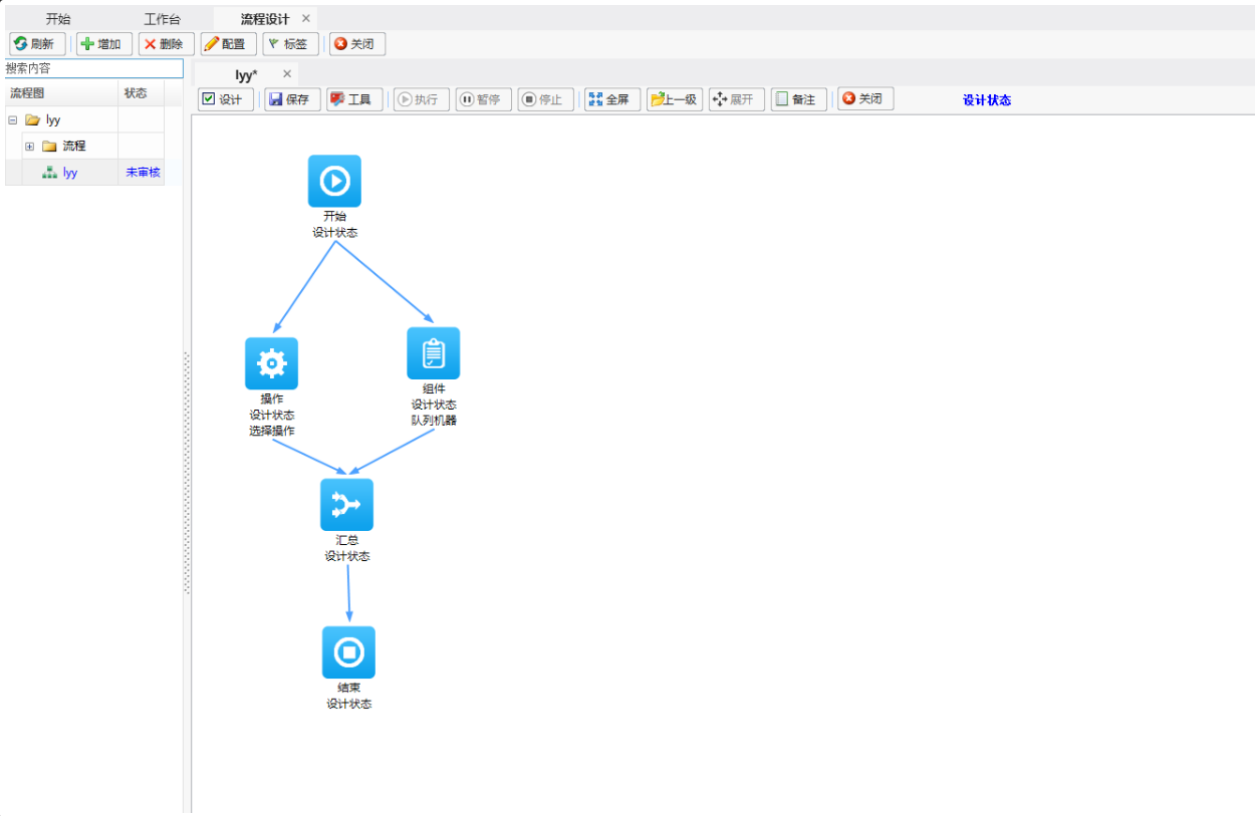 开始 工作台 流程设计 ×
刷新 增加 删除 配置 标签 关闭
搜索内容
lyy* ×
流程图 状态
设计 保存 工具 执行 暂停 停止 全屏 上一级 展开 备注 关闭 设计状态
lyy
流程
lyy 未审核
开始
设计状态
操作
设计状态
选择操作
组件
设计状态
队列机器
汇总
设计状态
结束
设计状态